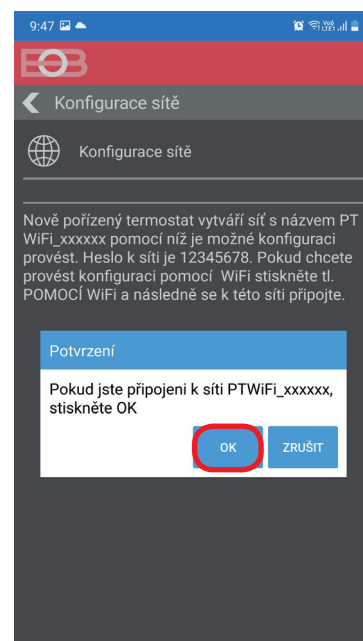 9:47
EOB
Konfigurace sítě
Konfigurace sítě
Nově pořízený termostat vytváří síť s názvem PT
WiFi_xxxxxx pomocí níž je možné konfiguraci
provést. Heslo k síti je 12345678. Pokud chcete
provést konfiguraci pomocí  WiFi stiskněte tl.
POMOCÍ WiFi a následně se k této síti připojte.
Potvrzení
Pokud jste připojeni k síti PTWiFi_xxxxxx,
stiskněte OK
OK ZRUŠIT